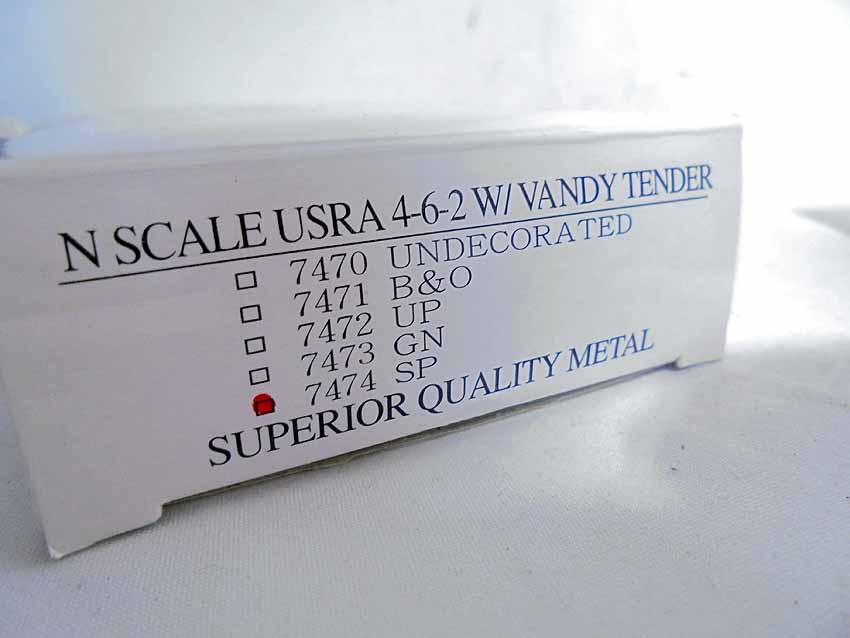 N SCALE USRA 4-6-2 W/ VANDY TENDER
7470 UNDECORATED
7471 B&O
7472 UP
7473 GN
7474 SP
SUPERIOR QUALITY METAL